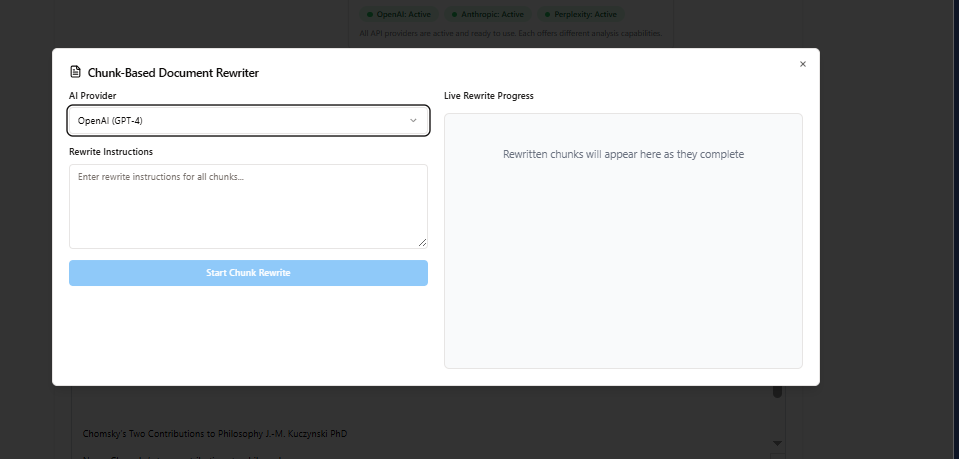 OpenAI: Active
Anthropic: Active
Perplexity: Active
All API providers are active and ready to use. Each offers different analysis capabilities.
Chunk-Based Document Rewriter
×
AI Provider
OpenAI (GPT-4)
Rewrite Instructions
Enter rewrite instructions for all chunks...
Start Chunk Rewrite
Live Rewrite Progress
Rewritten chunks will appear here as they complete
Chomsky's Two Contributions to Philosophy J.-M. Kuczynski PhD